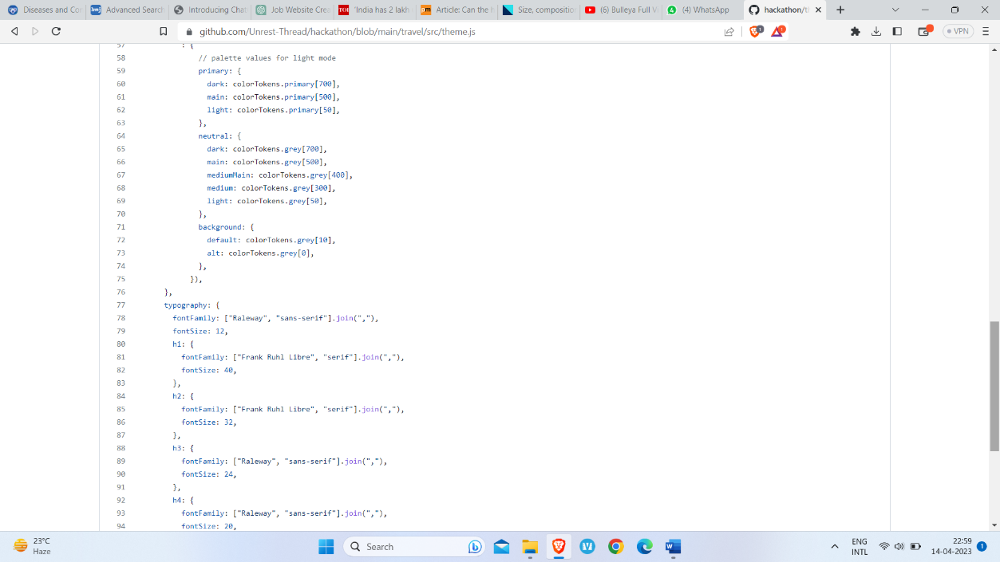 Diseases and Con
Advanced Search
Introducing Chat
Job Website Crea
TOI "India has 2 lakh
pm Article: Can the H
Size, composition
(6) Bulleya Full Vi
(4) WhatsApp
hackathon/th
github.com/Unrest-Thread/hackathon/blob/main/travel/src/theme.js
VPN
57 : {
58 // palette values for light mode
59 primary: {
60 dark: colorTokens.primary[700],
61 main: colorTokens.primary[500],
62 light: colorTokens.primary[50],
63 },
64 neutral: {
65 dark: colorTokens.grey[700],
66 main: colorTokens.grey[500],
67 mediumMain: colorTokens.grey[400],
68 medium: colorTokens.grey[300],
69 light: colorTokens.grey[50],
70 },
71 background: {
72 default: colorTokens.grey[10],
73 alt: colorTokens.grey[0],
74 },
75 }),
76 },
77 typography: {
78 fontFamily: ["Raleway", "sans-serif"].join(","),
79 fontSize: 12,
80 h1: {
81 fontFamily: ["Frank Ruhl Libre", "serif"].join(","),
82 fontSize: 40,
83 },
84 h2: {
85 fontFamily: ["Frank Ruhl Libre", "serif"].join(","),
86 fontSize: 32,
87 },
88 h3: {
89 fontFamily: ["Raleway", "sans-serif"].join(","),
90 fontSize: 24,
91 },
92 h4: {
93 fontFamily: ["Raleway", "sans-serif"].join(","),
94 fontSize: 20,
23°C
Haze
Search
ENG
INTL
22:59
14-04-2023
1